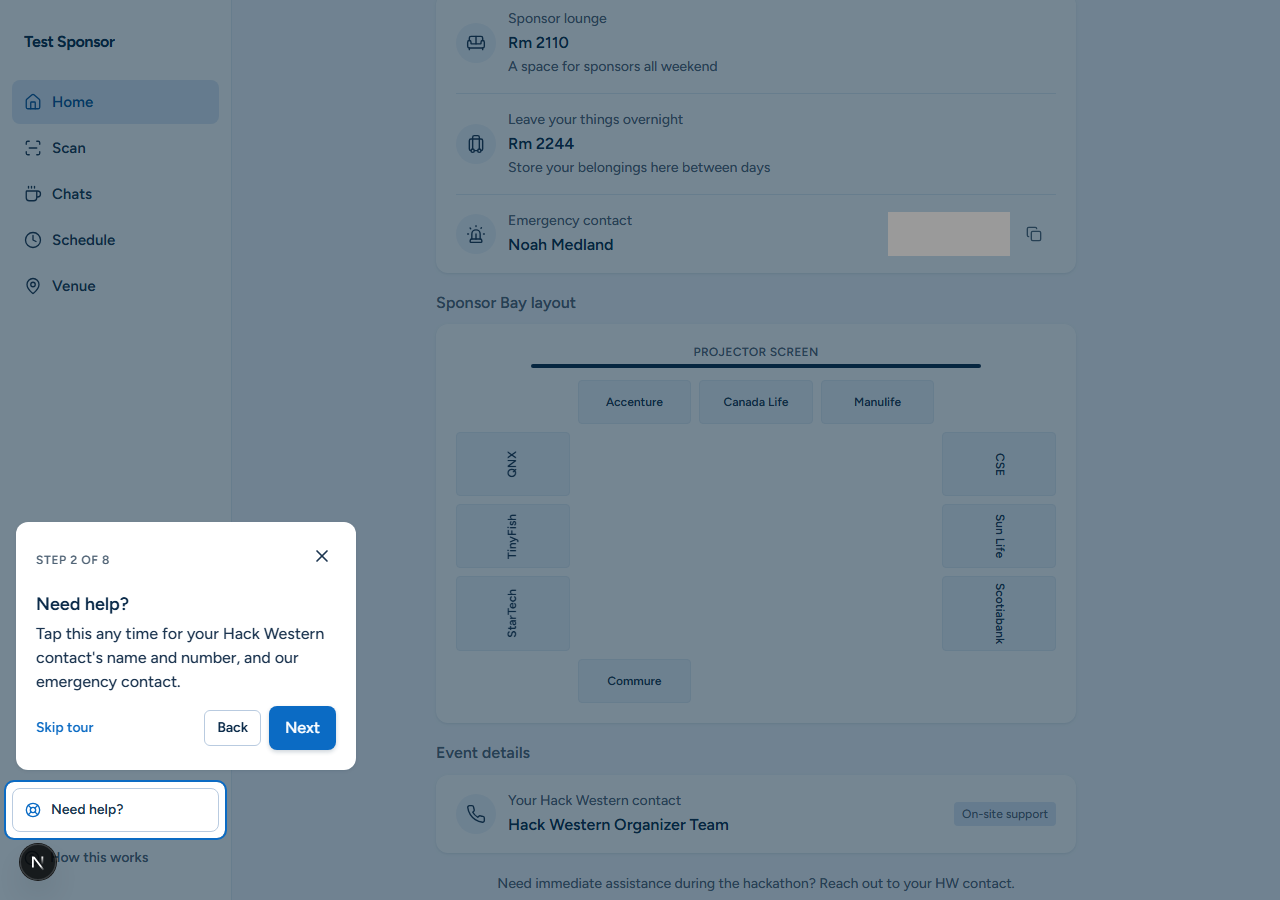 Test Sponsor
Home
Scan
Chats
Schedule
Venue
Sponsor lounge
Rm 2110
A space for sponsors all weekend
Leave your things overnight
Rm 2244
Store your belongings here between days
Emergency contact
Noah Medland
Sponsor Bay layout
PROJECTOR SCREEN
Accenture
Canada Life
Manulife
QNX
CSE
TinyFish
Sun Life
StarTech
Scotiabank
Commure
Event details
Your Hack Western contact
Hack Western Organizer Team
On-site support
Need immediate assistance during the hackathon? Reach out to your HW contact.
STEP 2 OF 8
Need help?
Tap this any time for your Hack Western
contact's name and number, and our
emergency contact.
Skip tour
Back
Next
Need help?
How this works
N